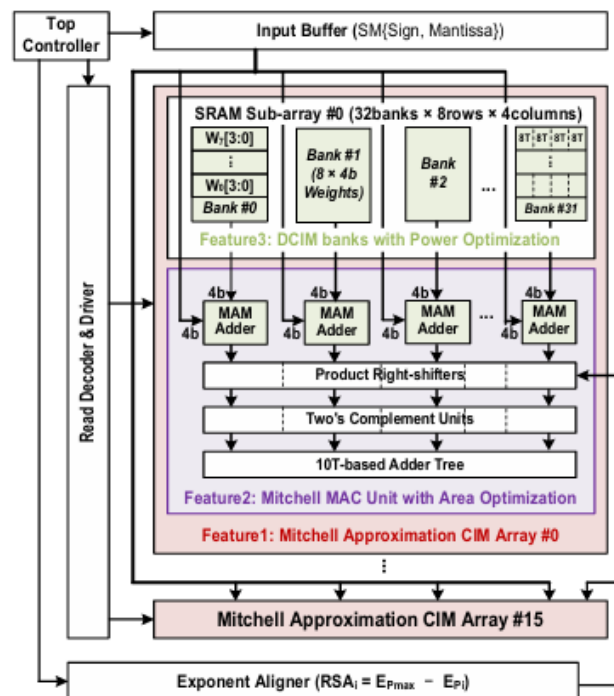 Top
Controller
Input Buffer (SM{Sign, Mantissa})
Read Decoder & Driver
SRAM Sub-array #0 (32banks × 8rows × 4columns)
W₇[3:0]
⋮
W₀[3:0]
Bank #0
Bank #1
(8 × 4b
Weights)
Bank
#2
...
8T 8T 8T 8T
⋮
Bank #31
Feature3: DCIM banks with Power Optimization
4b 4b 4b 4b
MAM
Adder
MAM
Adder
MAM
Adder
...
MAM
Adder
4b 4b 4b 4b
Product Right-shifters
Two's Complement Units
10T-based Adder Tree
Feature2: Mitchell MAC Unit with Area Optimization
Feature1: Mitchell Approximation CIM Array #0
⋮
Mitchell Approximation CIM Array #15
Exponent Aligner (RSAᵢ = E_Pmax − E_Pi)